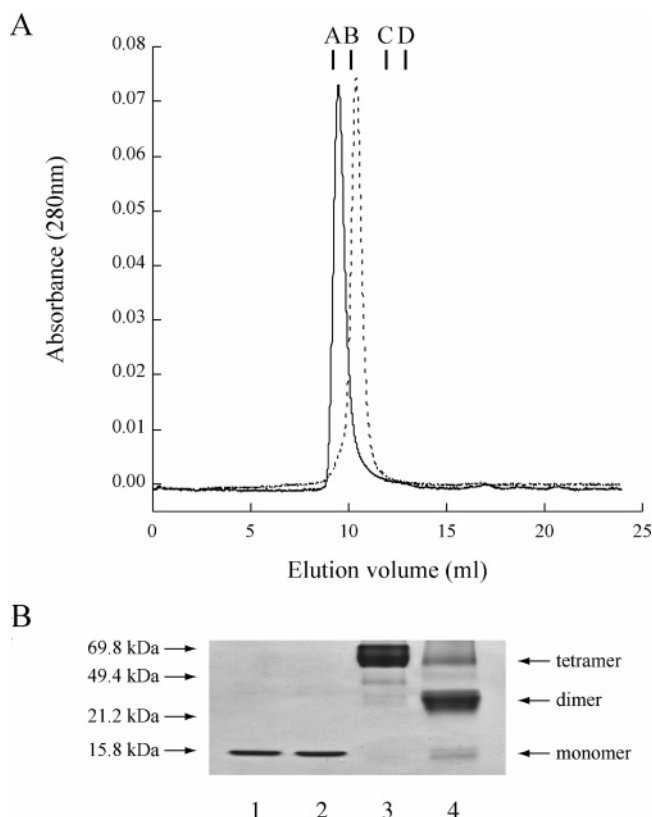 A
A B C D
0.08
0.07
0.06
0.05
0.04
0.03
0.02
0.01
0.00
Absorbance (280nm)
0 5 10 15 20 25
Elution volume (ml)
B
69.8 kDa
49.4 kDa
21.2 kDa
15.8 kDa
tetramer
dimer
monomer
1 2 3 4